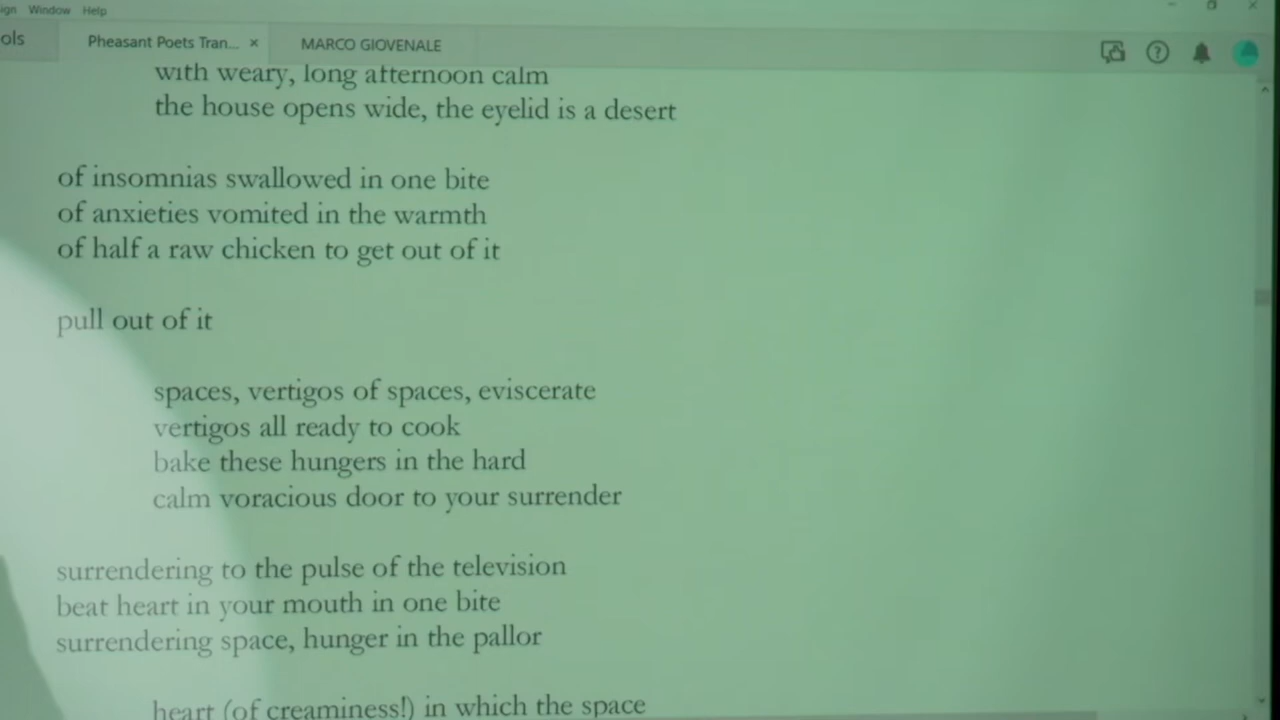 ign Window Help
ols
Pheasant Poets Tran... ×
MARCO GIOVENALE
with weary, long afternoon calm
the house opens wide, the eyelid is a desert
of insomnias swallowed in one bite
of anxieties vomited in the warmth
of half a raw chicken to get out of it
pull out of it
spaces, vertigos of spaces, eviscerate
vertigos all ready to cook
bake these hungers in the hard
calm voracious door to your surrender
surrendering to the pulse of the television
beat heart in your mouth in one bite
surrendering space, hunger in the pallor
heart (of creaminess!) in which the space